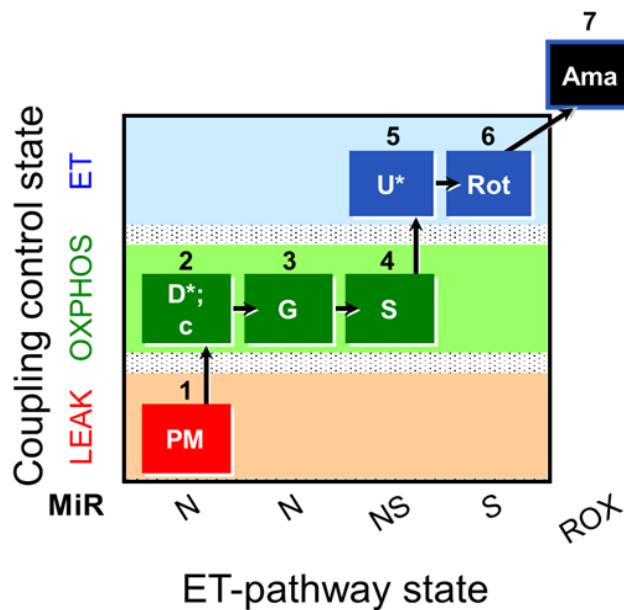 7
Ama
5
6
U*
Rot
2
3
4
D*;
c
G
S
1
PM
Coupling control state
LEAK OXPHOS ET
MiR N N NS S ROX
ET-pathway state